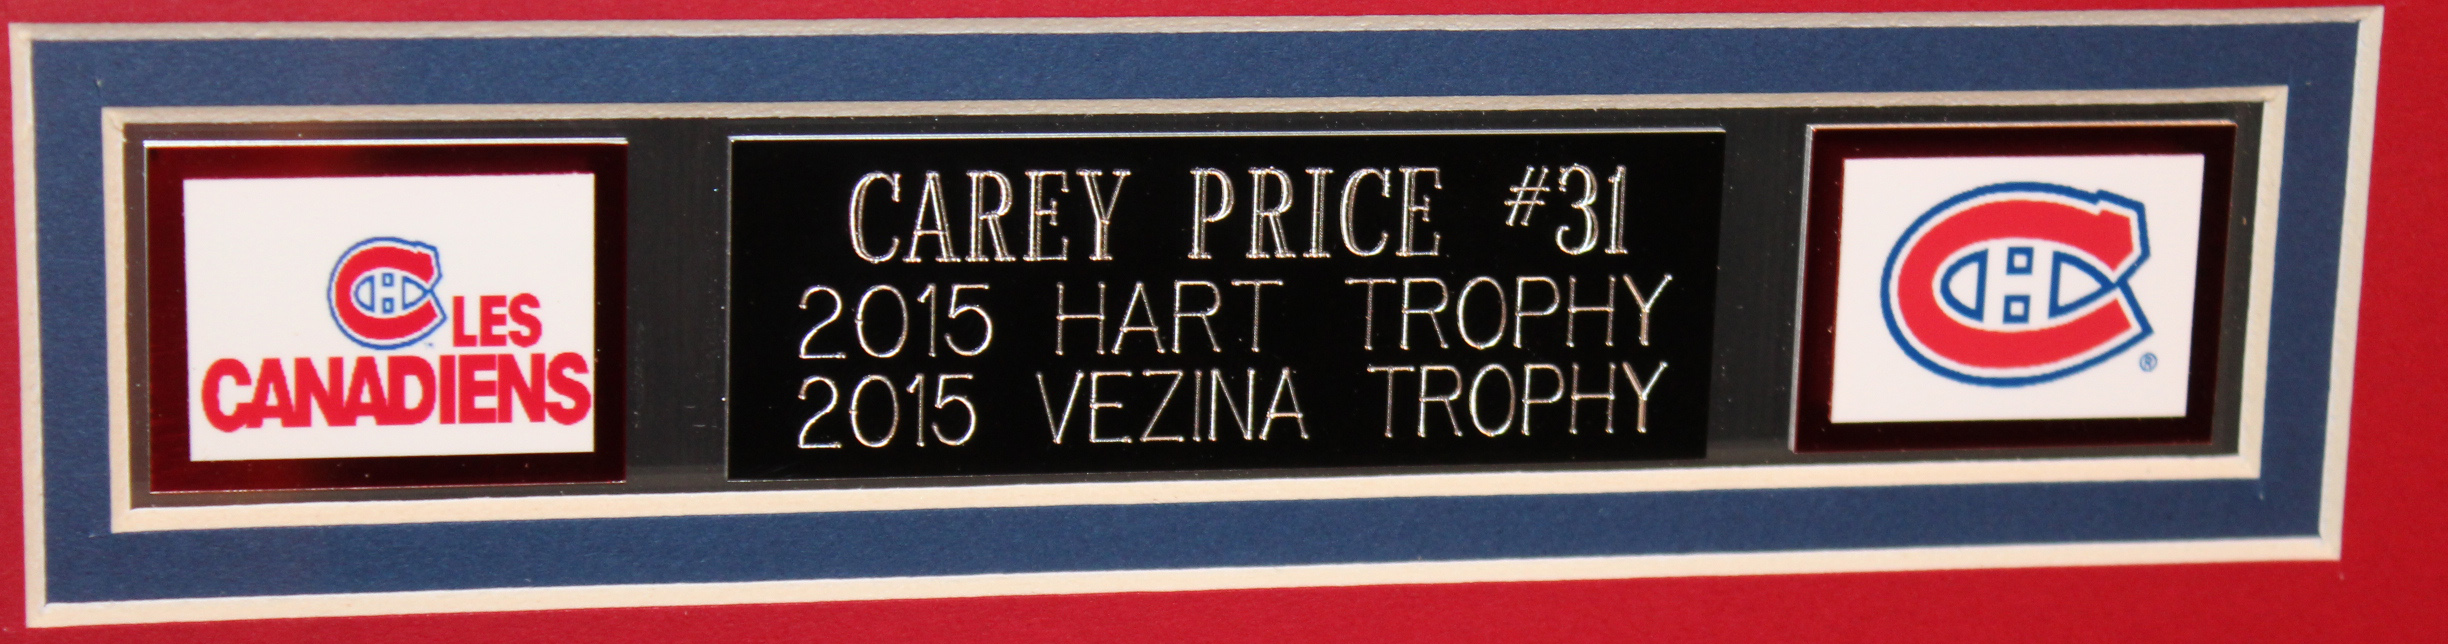 LES
CANADIENS
CAREY PRICE #31
2015 HART TROPHY
2015 VEZINA TROPHY
®